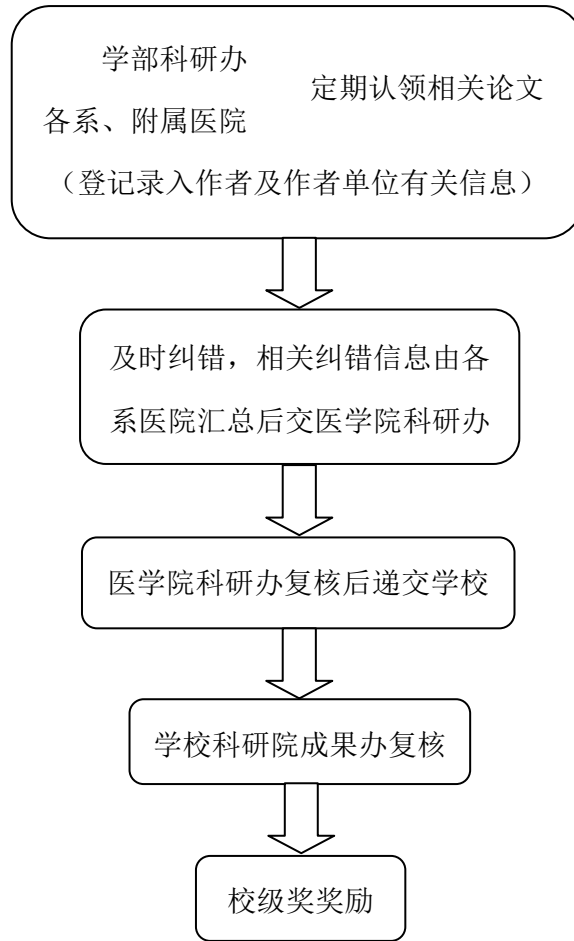 学部科研办
定期认领相关论文
各系、附属医院
（登记录入作者及作者单位有关信息）
及时纠错，相关纠错信息由各
系医院汇总后交医学院科研办
医学院科研办复核后递交学校
学校科研院成果办复核
校级奖奖励